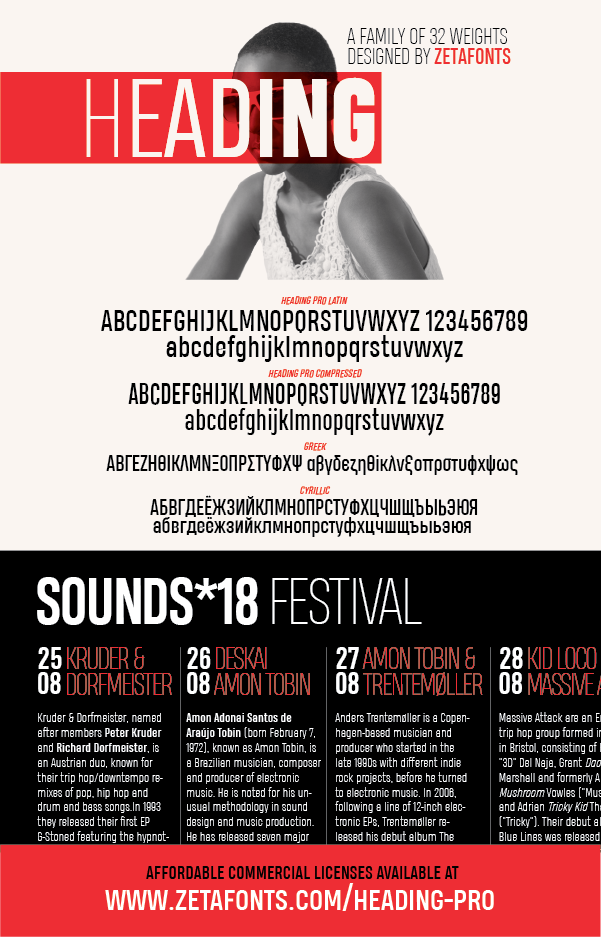 A FAMILY OF 32 WEIGHTS
DESIGNED BY ZETAFONTS
HEADING
HEADING PRO LATIN
ABCDEFGHIJKLMNOPQRSTUVWXYZ 123456789
abcdefghijklmnopqrstuvwxyz
HEADING PRO COMPRESSED
ABCDEFGHIJKLMNOPQRSTUVWXYZ 123456789
abcdefghijklmnopqrstuvwxyz
GREEK
ΑΒΓΕΖΗΘΙΚΛΜΝΞΟΠΡΣΤΥΦΧΨ αβγδεζηθικλνξοπρστυφχψως
CYRILLIC
АБВГДЕЁЖЗИЙКЛМНОПРСТУФХЦЧШЩЪЫЬЭЮЯ
абвгдеёжзийклмнопрстуфхцчшщъыьэюя
SOUNDS*18 FESTIVAL
25 KRUDER &
08 DORFMEISTER
Kruder & Dorfmeister, named
after members Peter Kruder
and Richard Dorfmeister, is
an Austrian duo, known for
their trip hop/downtempo re-
mixes of pop, hip hop and
drum and bass songs.In 1993
they released their first EP
G-Stoned featuring the hypnot-
26 DESKAI
08 AMON TOBIN
Amon Adonai Santos de
Araújo Tobin (born February 7,
1972), known as Amon Tobin, is
a Brazilian musician, composer
and producer of electronic
music. He is noted for his un-
usual methodology in sound
design and music production.
He has released seven major
27 AMON TOBIN &
08 TRENTEMØLLER
Anders Trentemøller is a Copen-
hagen-based musician and
producer who started in the
late 1990s with different indie
rock projects, before he turned
to electronic music. In 2006,
following a line of 12-inch elec-
tronic EPs, Trentemøller re-
leased his debut album The
28 KID LOCO
08 MASSIVE A
Massive Attack are an E
trip hop group formed i
in Bristol, consisting of
"3D" Del Naja, Grant Dad
Marshall and formerly A
Mushroom Vowles ("Mus
and Adrian Tricky Kid Th
("Tricky"). Their debut al
Blue Lines was released
AFFORDABLE COMMERCIAL LICENSES AVAILABLE AT
WWW.ZETAFONTS.COM/HEADING-PRO